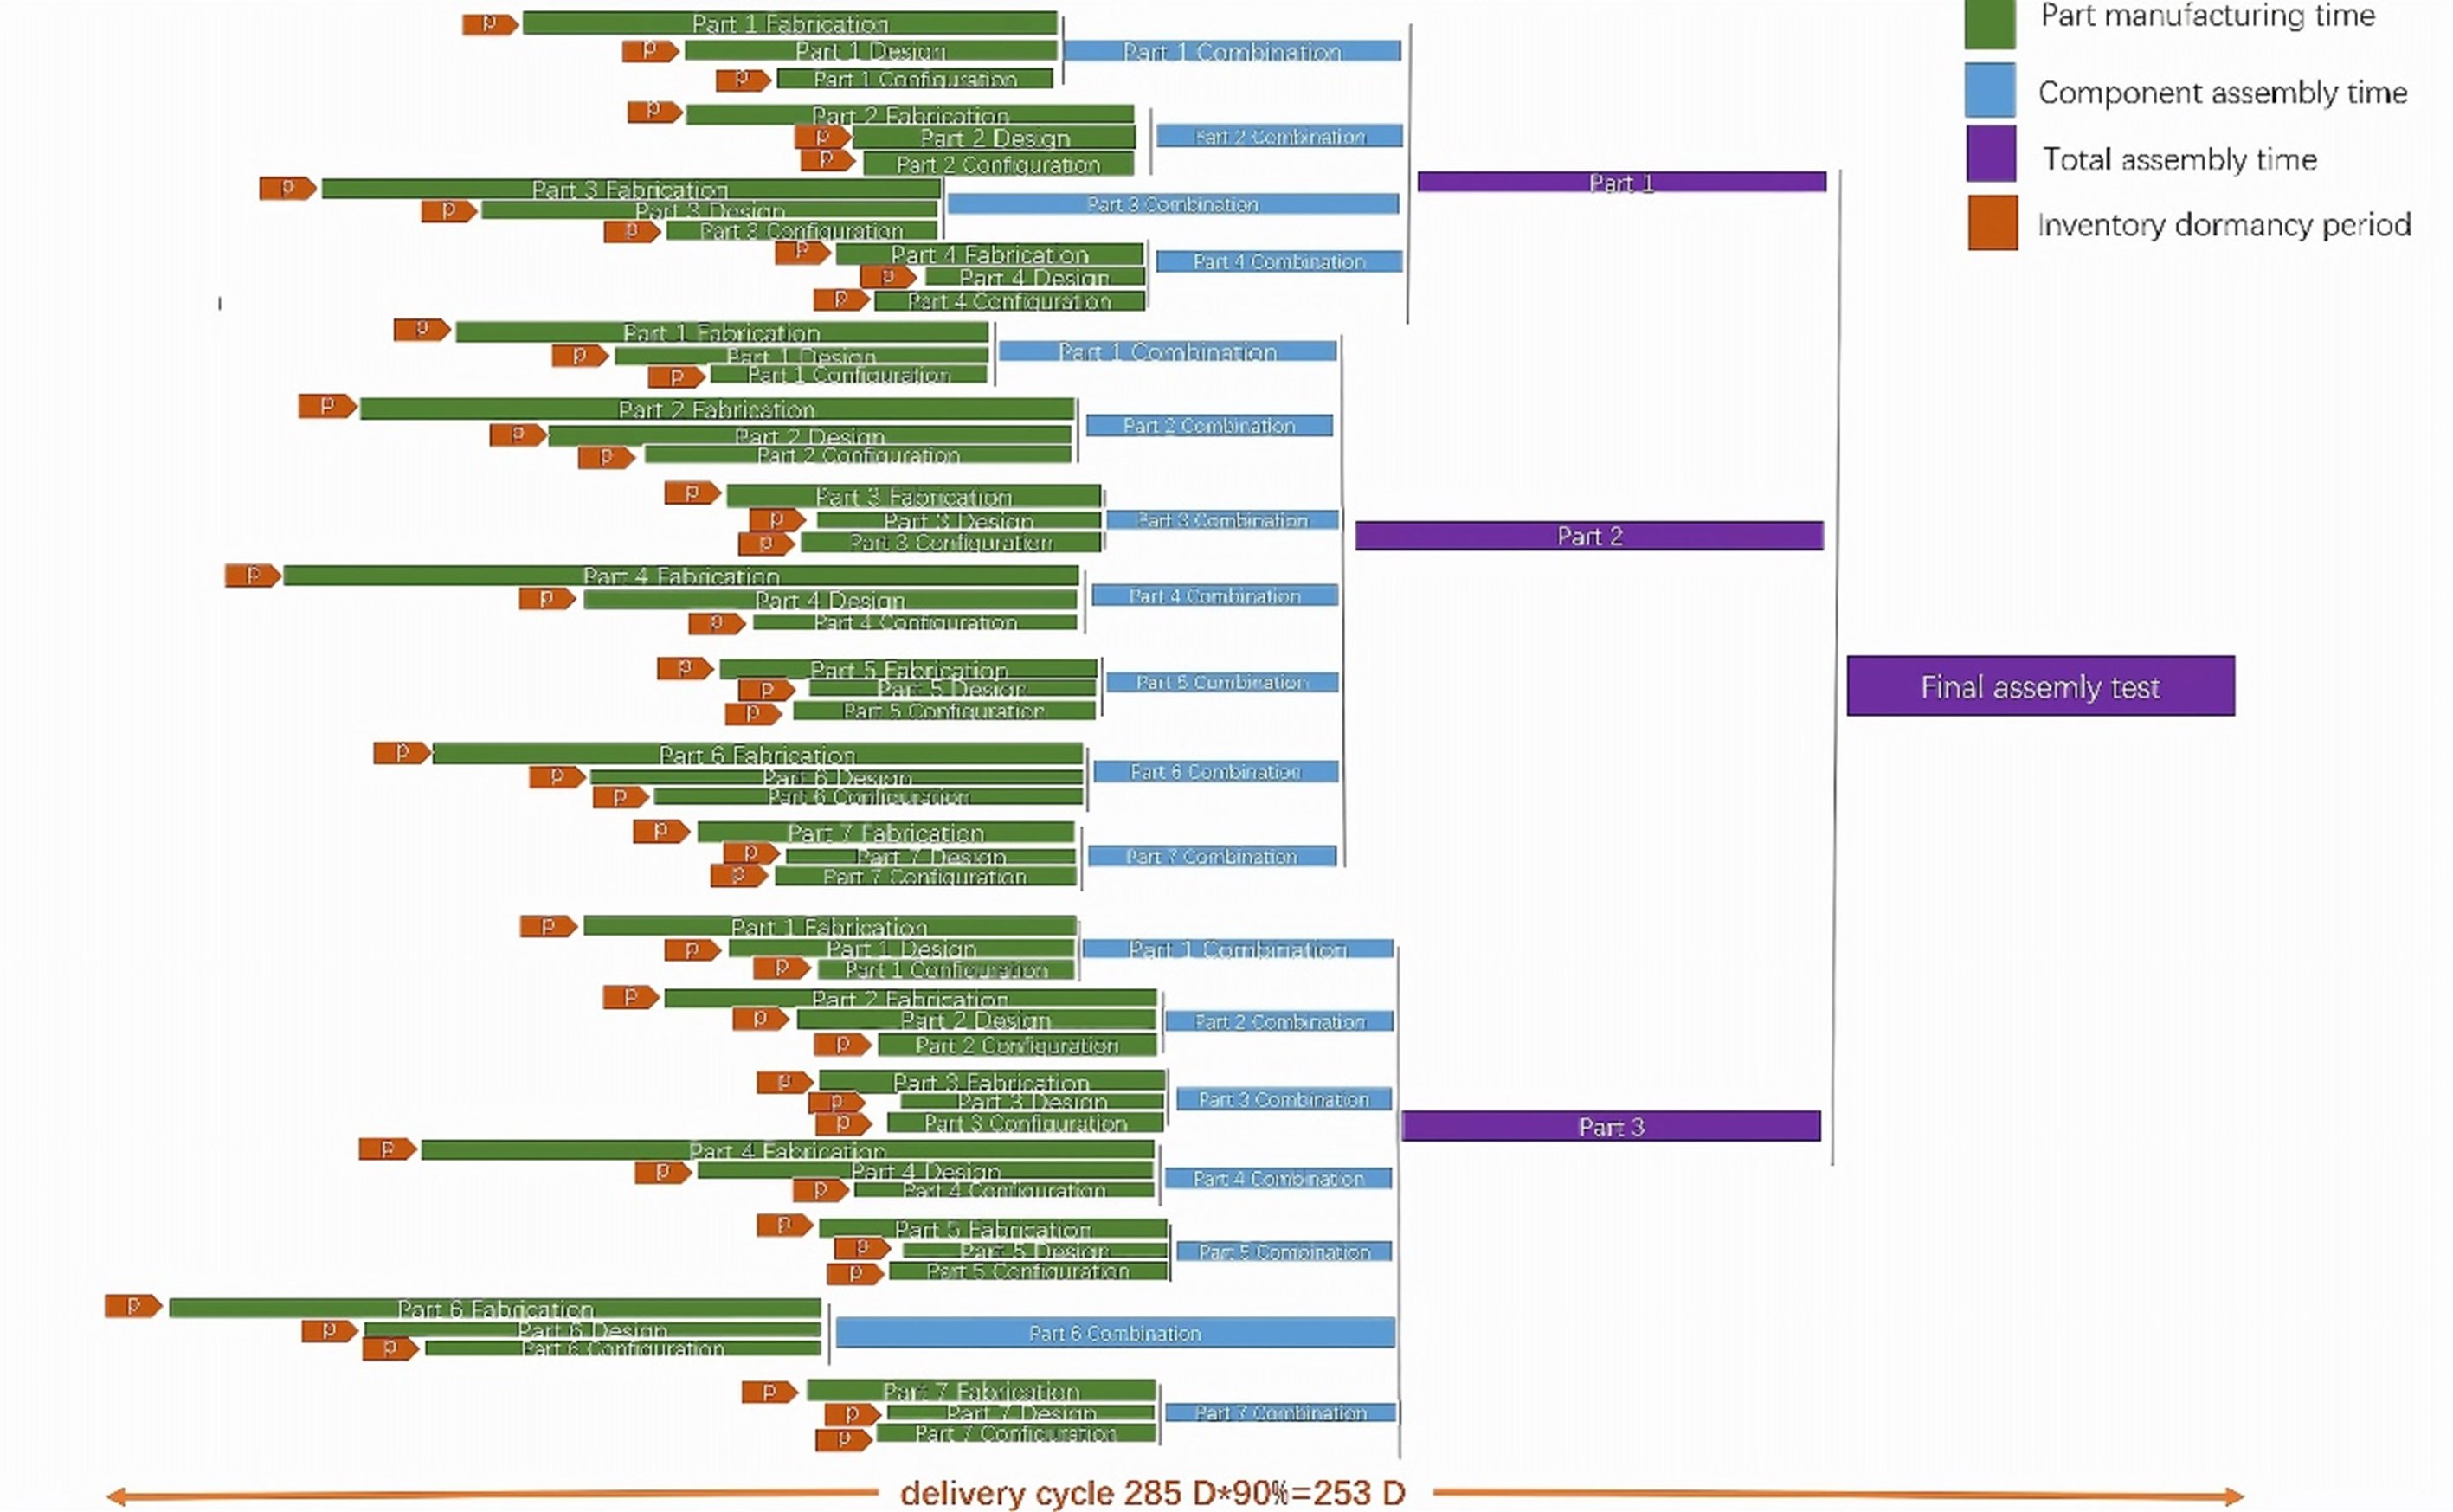 Part manufacturing time
Component assembly time
Total assembly time
Inventory dormancy period
p Part 1 Fabrication
p Part 1 Design
p Part 1 Configuration
Part 1 Combination
p Part 2 Fabrication
p Part 2 Design
p Part 2 Configuration
Part 2 Combination
p Part 3 Fabrication
p Part 3 Design
p Part 3 Configuration
Part 3 Combination
p Part 4 Fabrication
p Part 4 Design
p Part 4 Configuration
Part 4 Combination
Part 1
p Part 1 Fabrication
p Part 1 Design
p Part 1 Configuration
Part 1 Combination
p Part 2 Fabrication
p Part 2 Design
p Part 2 Configuration
Part 2 Combination
p Part 3 Fabrication
p Part 3 Design
p Part 3 Configuration
Part 3 Combination
p Part 4 Fabrication
p Part 4 Design
p Part 4 Configuration
Part 4 Combination
p Part 5 Fabrication
p Part 5 Design
p Part 5 Configuration
Part 5 Combination
p Part 6 Fabrication
p Part 6 Design
p Part 6 Configuration
Part 6 Combination
p Part 7 Fabrication
p Part 7 Design
p Part 7 Configuration
Part 7 Combination
Part 2
p Part 1 Fabrication
p Part 1 Design
p Part 1 Configuration
Part 1 Combination
p Part 2 Fabrication
p Part 2 Design
p Part 2 Configuration
Part 2 Combination
p Part 3 Fabrication
p Part 3 Design
p Part 3 Configuration
Part 3 Combination
p Part 4 Fabrication
p Part 4 Design
p Part 4 Configuration
Part 4 Combination
p Part 5 Fabrication
p Part 5 Design
p Part 5 Configuration
Part 5 Combination
p Part 6 Fabrication
p Part 6 Design
p Part 6 Configuration
Part 6 Combination
p Part 7 Fabrication
p Part 7 Design
p Part 7 Configuration
Part 7 Combination
Part 3
Final assemly test
delivery cycle 285 D*90%=253 D